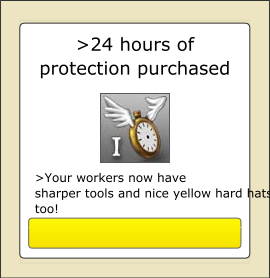 >24 hours of
protection purchased
I
>Your workers now have
sharper tools and nice yellow hard hats
too!